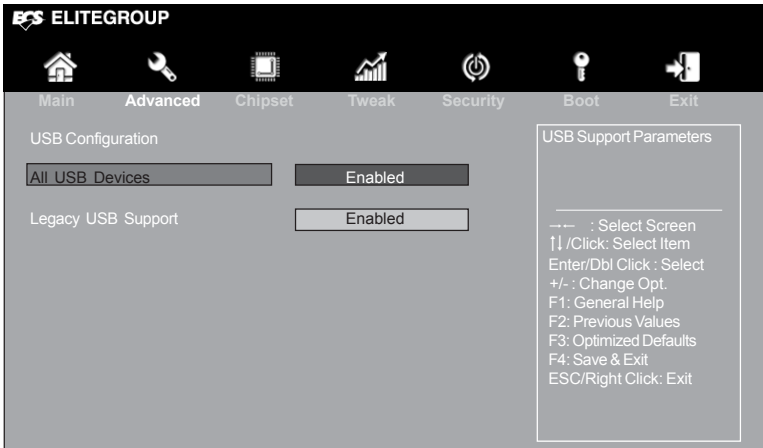 ECS ELITEGROUP
Main Advanced Chipset Tweak Security Boot Exit
USB Configuration
All USB Devices Enabled
Legacy USB Support Enabled
USB Support Parameters
→← : Select Screen
↑↓/Click: Select Item
Enter/Dbl Click : Select
+/- : Change Opt.
F1: General Help
F2: Previous Values
F3: Optimized Defaults
F4: Save & Exit
ESC/Right Click: Exit